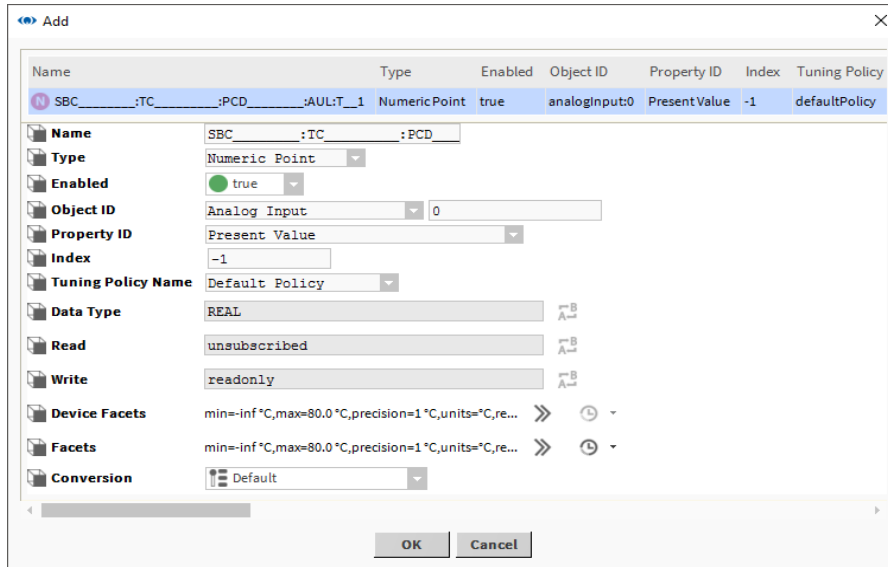 Add
Name Type Enabled Object ID Property ID Index Tuning Policy
N SBC________:TC_________:PCD_______:AUL:T__1 Numeric Point true analogInput:0 Present Value -1 defaultPolicy
Name SBC________:TC_________:PCD___
Type Numeric Point
Enabled true
Object ID Analog Input 0
Property ID Present Value
Index -1
Tuning Policy Name Default Policy
Data Type REAL
Read unsubscribed
Write readonly
Device Facets min=-inf °C,max=80.0 °C,precision=1 °C,units=°C,re...
Facets min=-inf °C,max=80.0 °C,precision=1 °C,units=°C,re...
Conversion Default
OK Cancel